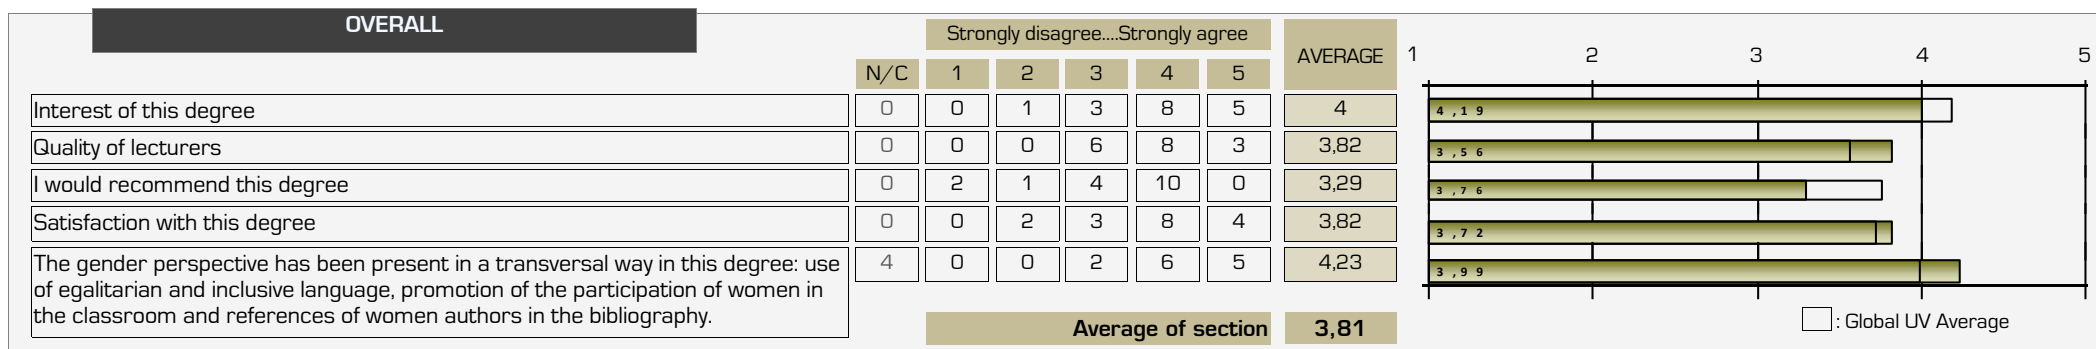 OVERALL
Strongly disagree....Strongly agree
AVERAGE
1 2 3 4 5
N/C 1 2 3 4 5
Interest of this degree 0 0 1 3 8 5 4 4,19
Quality of lecturers 0 0 0 6 8 3 3,82 3,56
I would recommend this degree 0 2 1 4 10 0 3,29 3,76
Satisfaction with this degree 0 0 2 3 8 4 3,82 3,72
The gender perspective has been present in a transversal way in this degree: use 4 0 0 2 6 5 4,23 3,99
of egalitarian and inclusive language, promotion of the participation of women in
the classroom and references of women authors in the bibliography.
Average of section 3,81
: Global UV Average